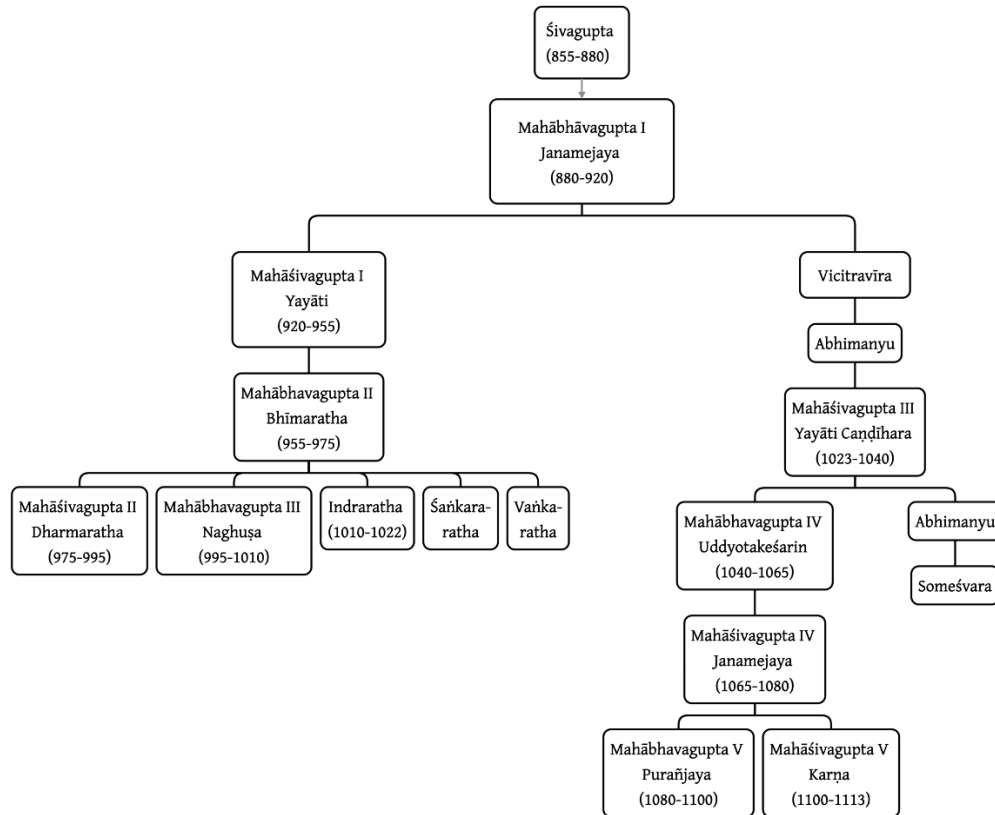 Śivagupta
(855-880)
Mahābhāvagupta I
Janamejaya
(880-920)
Mahāśivagupta I
Yayāti
(920-955)
Vicitravīra
Abhimanyu
Mahābhavagupta II
Bhīmaratha
(955-975)
Mahāśivagupta III
Yayāti Caṇḍīhara
(1023-1040)
Mahāśivagupta II
Dharmaratha
(975-995)
Mahābhavagupta III
Naghuṣa
(995-1010)
Indraratha
(1010-1022)
Śaṅkara-
ratha
Vaṅka-
ratha
Mahābhavagupta IV
Uddyotakeśarin
(1040-1065)
Abhimanyu
Someśvara
Mahāśivagupta IV
Janamejaya
(1065-1080)
Mahābhavagupta V
Purañjaya
(1080-1100)
Mahāśivagupta V
Karṇa
(1100-1113)